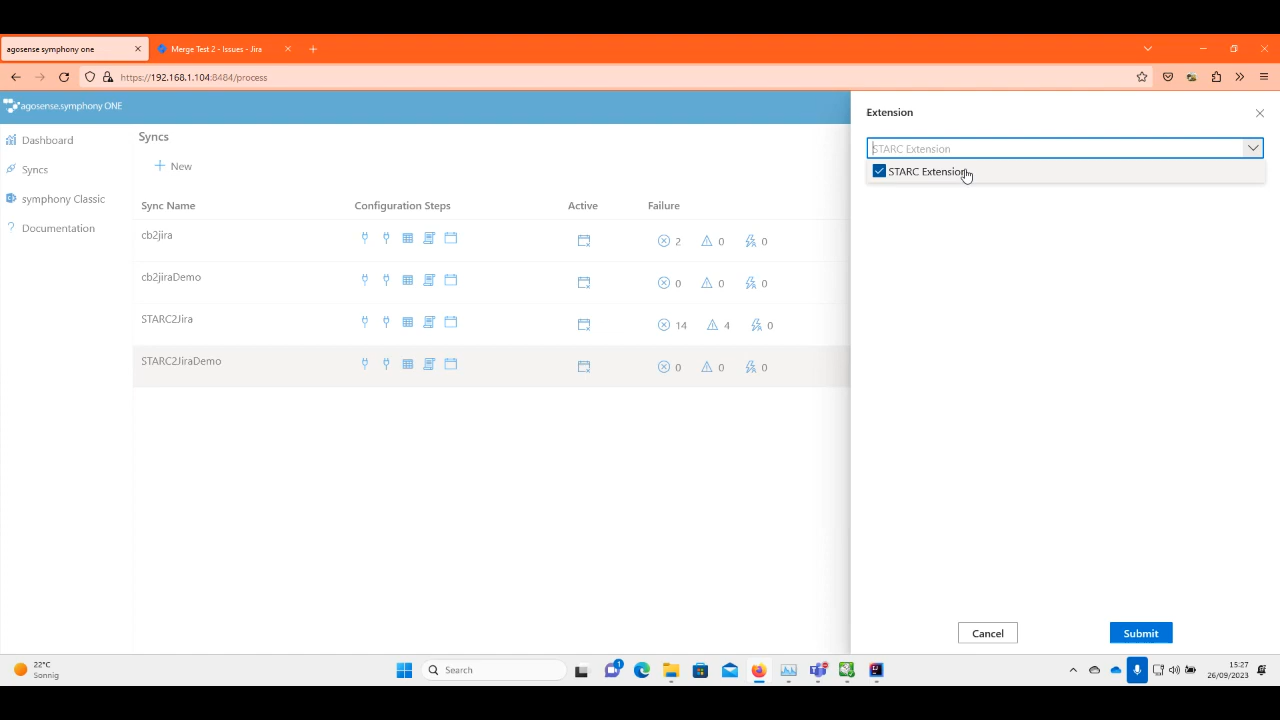 agosense symphony one
Merge Test 2 - Issues - Jira
https://192.168.1.104:8484/process
agosense.symphony ONE
Dashboard
Syncs
symphony Classic
Documentation
Syncs
New
Sync Name Configuration Steps Active Failure
cb2jira 2 0 0
cb2jiraDemo 0 0 0
STARC2Jira 14 4 0
STARC2JiraDemo 0 0 0
Extension
STARC Extension
STARC Extension
Cancel Submit
22°C
Sonnig
Search
1
15:27
26/09/2023